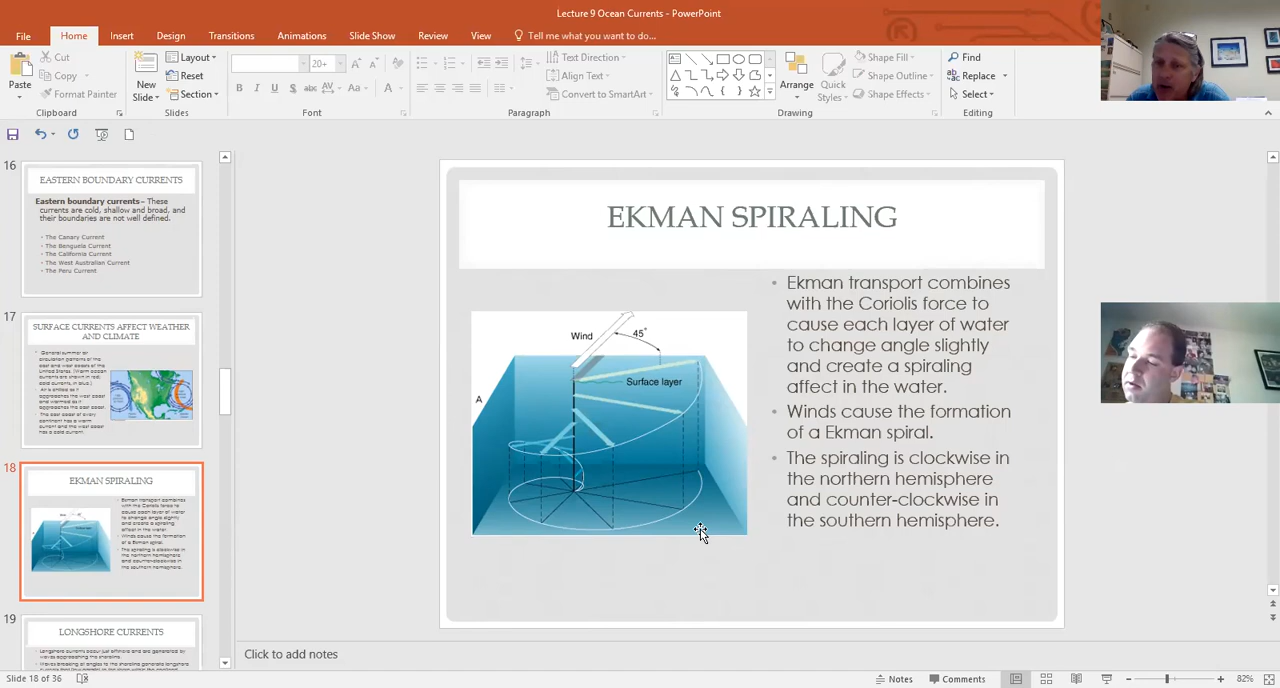 Lecture 9 Ocean Currents - PowerPoint
File Home Insert Design Transitions Animations Slide Show Review View Tell me what you want to do...
Cut
Copy
Format Painter
Paste
Clipboard
New
Slide
Layout
Reset
Section
Slides
20+
B I U S abc AV Aa A
Font
Text Direction
Align Text
Convert to SmartArt
Paragraph
Arrange
Quick
Styles
Shape Fill
Shape Outline
Shape Effects
Drawing
Find
Replace
Select
Editing
16
EASTERN BOUNDARY CURRENTS
Eastern boundary currents – These
currents are cold, shallow and broad, and
their boundaries are not well defined.
• The Canary Current
• The Benguela Current
• The California Current
• The West Australian Current
• The Peru Current
17
SURFACE CURRENTS AFFECT WEATHER
AND CLIMATE
18
EKMAN SPIRALING
19
LONGSHORE CURRENTS
EKMAN SPIRALING
Wind
45°
Surface layer
A
• Ekman transport combines
with the Coriolis force to
cause each layer of water
to change angle slightly
and create a spiraling
affect in the water.
• Winds cause the formation
of a Ekman spiral.
• The spiraling is clockwise in
the northern hemisphere
and counter-clockwise in
the southern hemisphere.
Click to add notes
Slide 18 of 36
Notes
Comments
82%